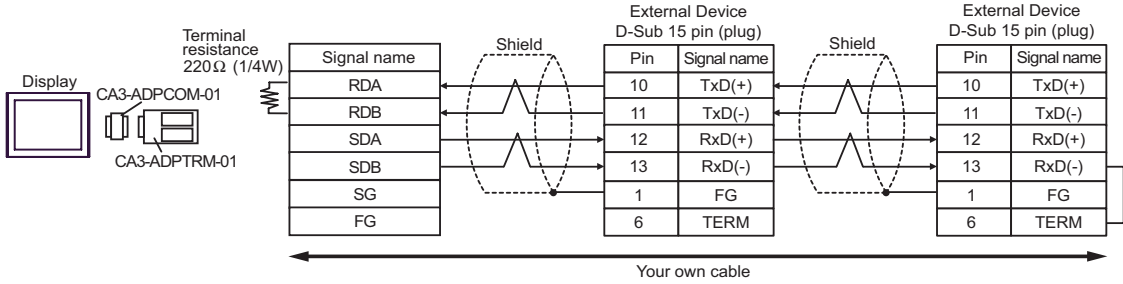 External Device
D-Sub 15 pin (plug)
External Device
D-Sub 15 pin (plug)
Terminal
resistance
220Ω (1/4W)
Shield
Shield
Display
CA3-ADPCOM-01
CA3-ADPTRM-01
Signal name
RDA
RDB
SDA
SDB
SG
FG
Pin Signal name
10 TxD(+)
11 TxD(-)
12 RxD(+)
13 RxD(-)
1 FG
6 TERM
Pin Signal name
10 TxD(+)
11 TxD(-)
12 RxD(+)
13 RxD(-)
1 FG
6 TERM
Your own cable